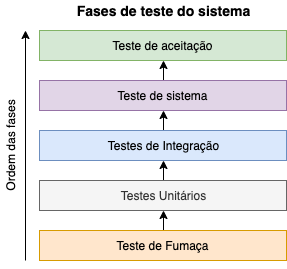 Fases de teste do sistema
Ordem das fases
Teste de aceitação
Teste de sistema
Testes de Integração
Testes Unitários
Teste de Fumaça